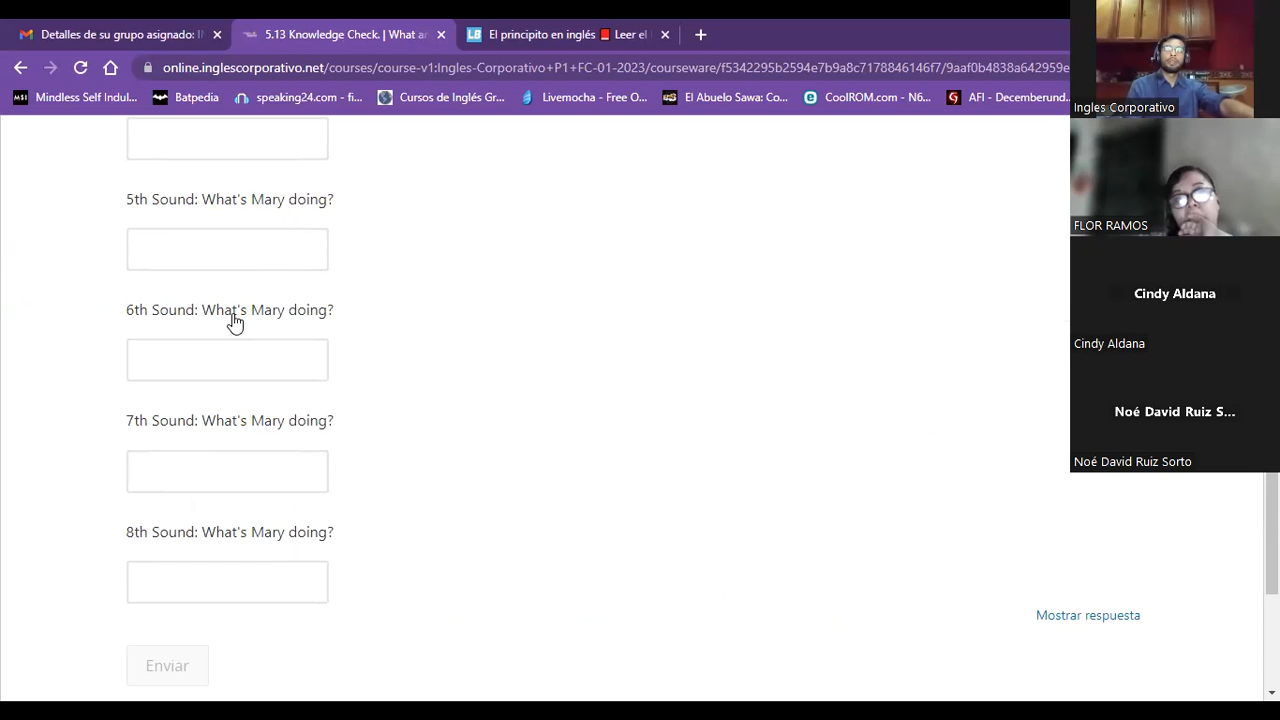 Detalles de su grupo asignado: I
5.13 Knowledge Check. | What a
El principito en inglés 📕 Leer el
online.inglescorporativo.net/courses/course-v1:Ingles-Corporativo+P1+FC-01-2023/courseware/f5342295b2594e7b9a8c7178846146f7/9aaf0b4838a642959e
Mindless Self Indul...
Batpedia
speaking24.com - fi...
Cursos de Inglés Gr...
Livemocha - Free O...
El Abuelo Sawa: Co...
CoolROM.com - N6...
AFI - Decemberund...
Ingles Corporativo
5th Sound: What's Mary doing?
FLOR RAMOS
6th Sound: What's Mary doing?
Cindy Aldana
Cindy Aldana
7th Sound: What's Mary doing?
Noé David Ruiz S...
Noé David Ruiz Sorto
8th Sound: What's Mary doing?
Mostrar respuesta
Enviar